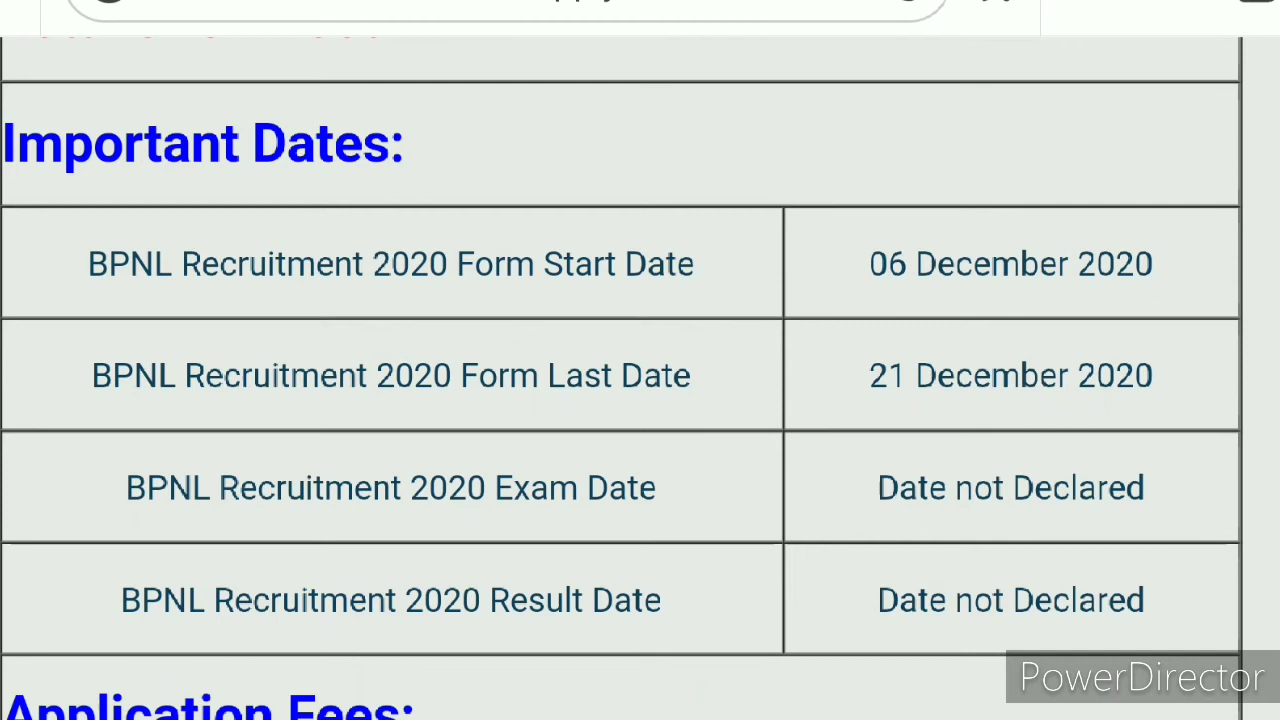 Important Dates:
BPNL Recruitment 2020 Form Start Date 06 December 2020
BPNL Recruitment 2020 Form Last Date 21 December 2020
BPNL Recruitment 2020 Exam Date Date not Declared
BPNL Recruitment 2020 Result Date Date not Declared
Application Fees:
PowerDirector